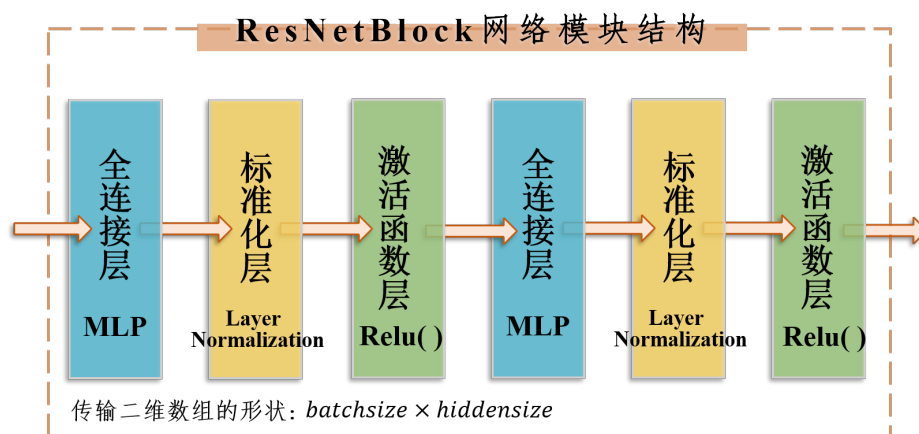 ResNetBlock网络模块结构
全连接层
MLP
标准化层
Layer
Normalization
激活函数层
Relu( )
全连接层
MLP
标准化层
Layer
Normalization
激活函数层
Relu( )
传输二维数组的形状: batchsize × hiddensize